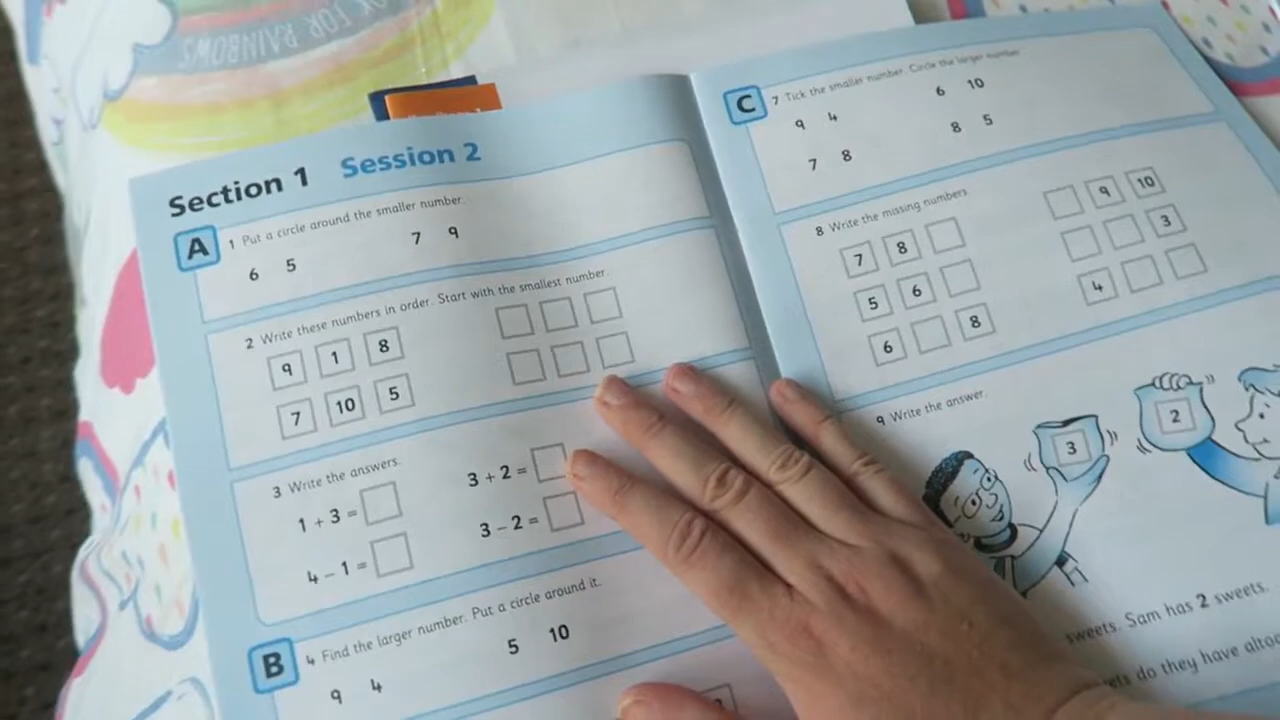 FOR RAINBOWS
Section 1 Session 2
A
1 Put a circle around the smaller number.
6 5 7 9
2 Write these numbers in order. Start with the smallest number.
9 1 8
7 10 5
3 Write the answers.
1 + 3 = 3 + 2 =
4 – 1 = 3 – 2 =
B
4 Find the larger number. Put a circle around it.
9 4 5 10
C
7 Tick the smaller number. Circle the larger number.
9 4 6 10
7 8 8 5
8 Write the missing numbers.
7 8 9 10
5 6 3
6 8 4
9 Write the answer.
3 2
sweets. Sam has 2 sweets.
do they have